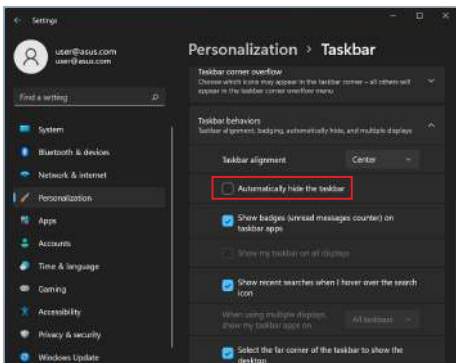 Settings
user@asus.com
user@asus.com
Find a setting
System
Bluetooth & devices
Network & internet
Personalization
Apps
Accounts
Time & language
Gaming
Accessibility
Privacy & security
Windows Update
Personalization > Taskbar
Taskbar corner overflow
Choose which icons may appear in the taskbar corner – all others will
appear in the taskbar corner overflow menu
Taskbar behaviors
Taskbar alignment, badging, automatically hide, and multiple displays
Taskbar alignment
Center
Automatically hide the taskbar
Show badges (unread messages counter) on
taskbar apps
Show my taskbar on all displays
Show recent searches when I hover over the search
icon
When using multiple displays,
show my taskbar apps on
All taskbars
Select the far corner of the taskbar to show the
desktop